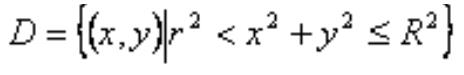 D = {(x, y)|r² < x² + y² ≤ R²}